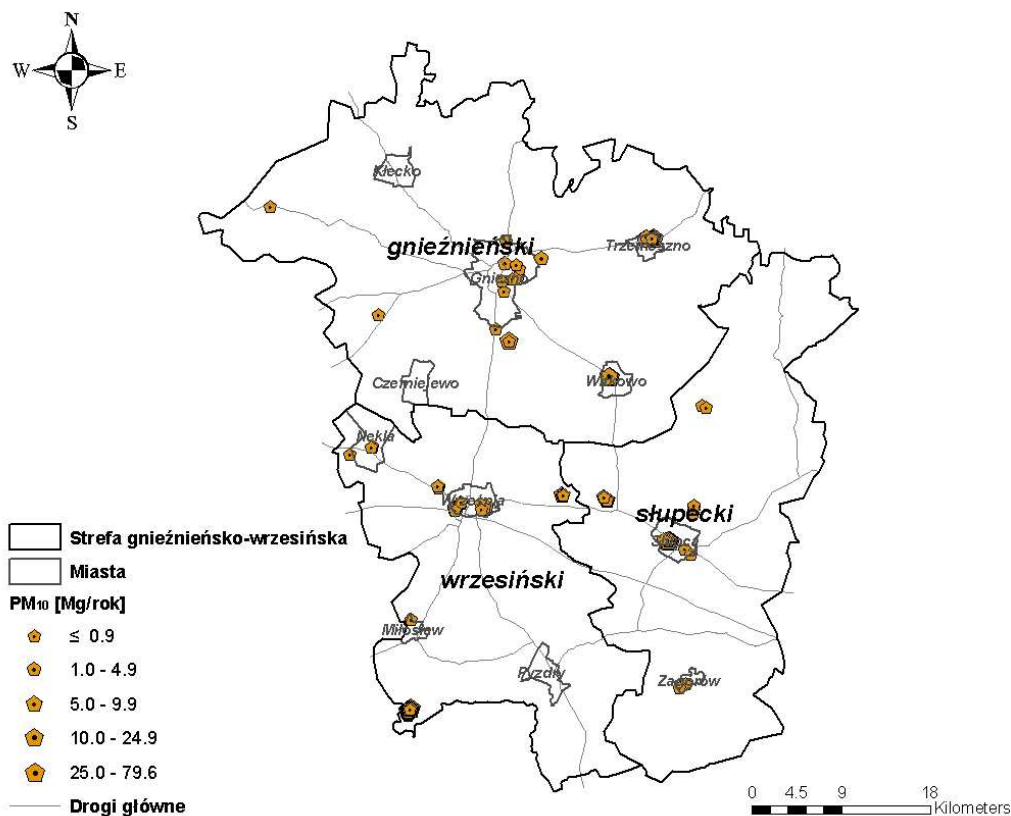 N
W E
S
Kłecko
gnieźnieński
Trzemeszno
Gniezno
Czerniejewo
Witkowo
Nekla
Września
słupecki
Słupca
wrzesiński
Miłosław
Pyzdry
Zagórów
Strefa gnieźnieńsko-wrzesińska
Miasta
PM10 [Mg/rok]
≤ 0.9
1.0 - 4.9
5.0 - 9.9
10.0 - 24.9
25.0 - 79.6
Drogi główne
0 4.5 9 18
Kilometers